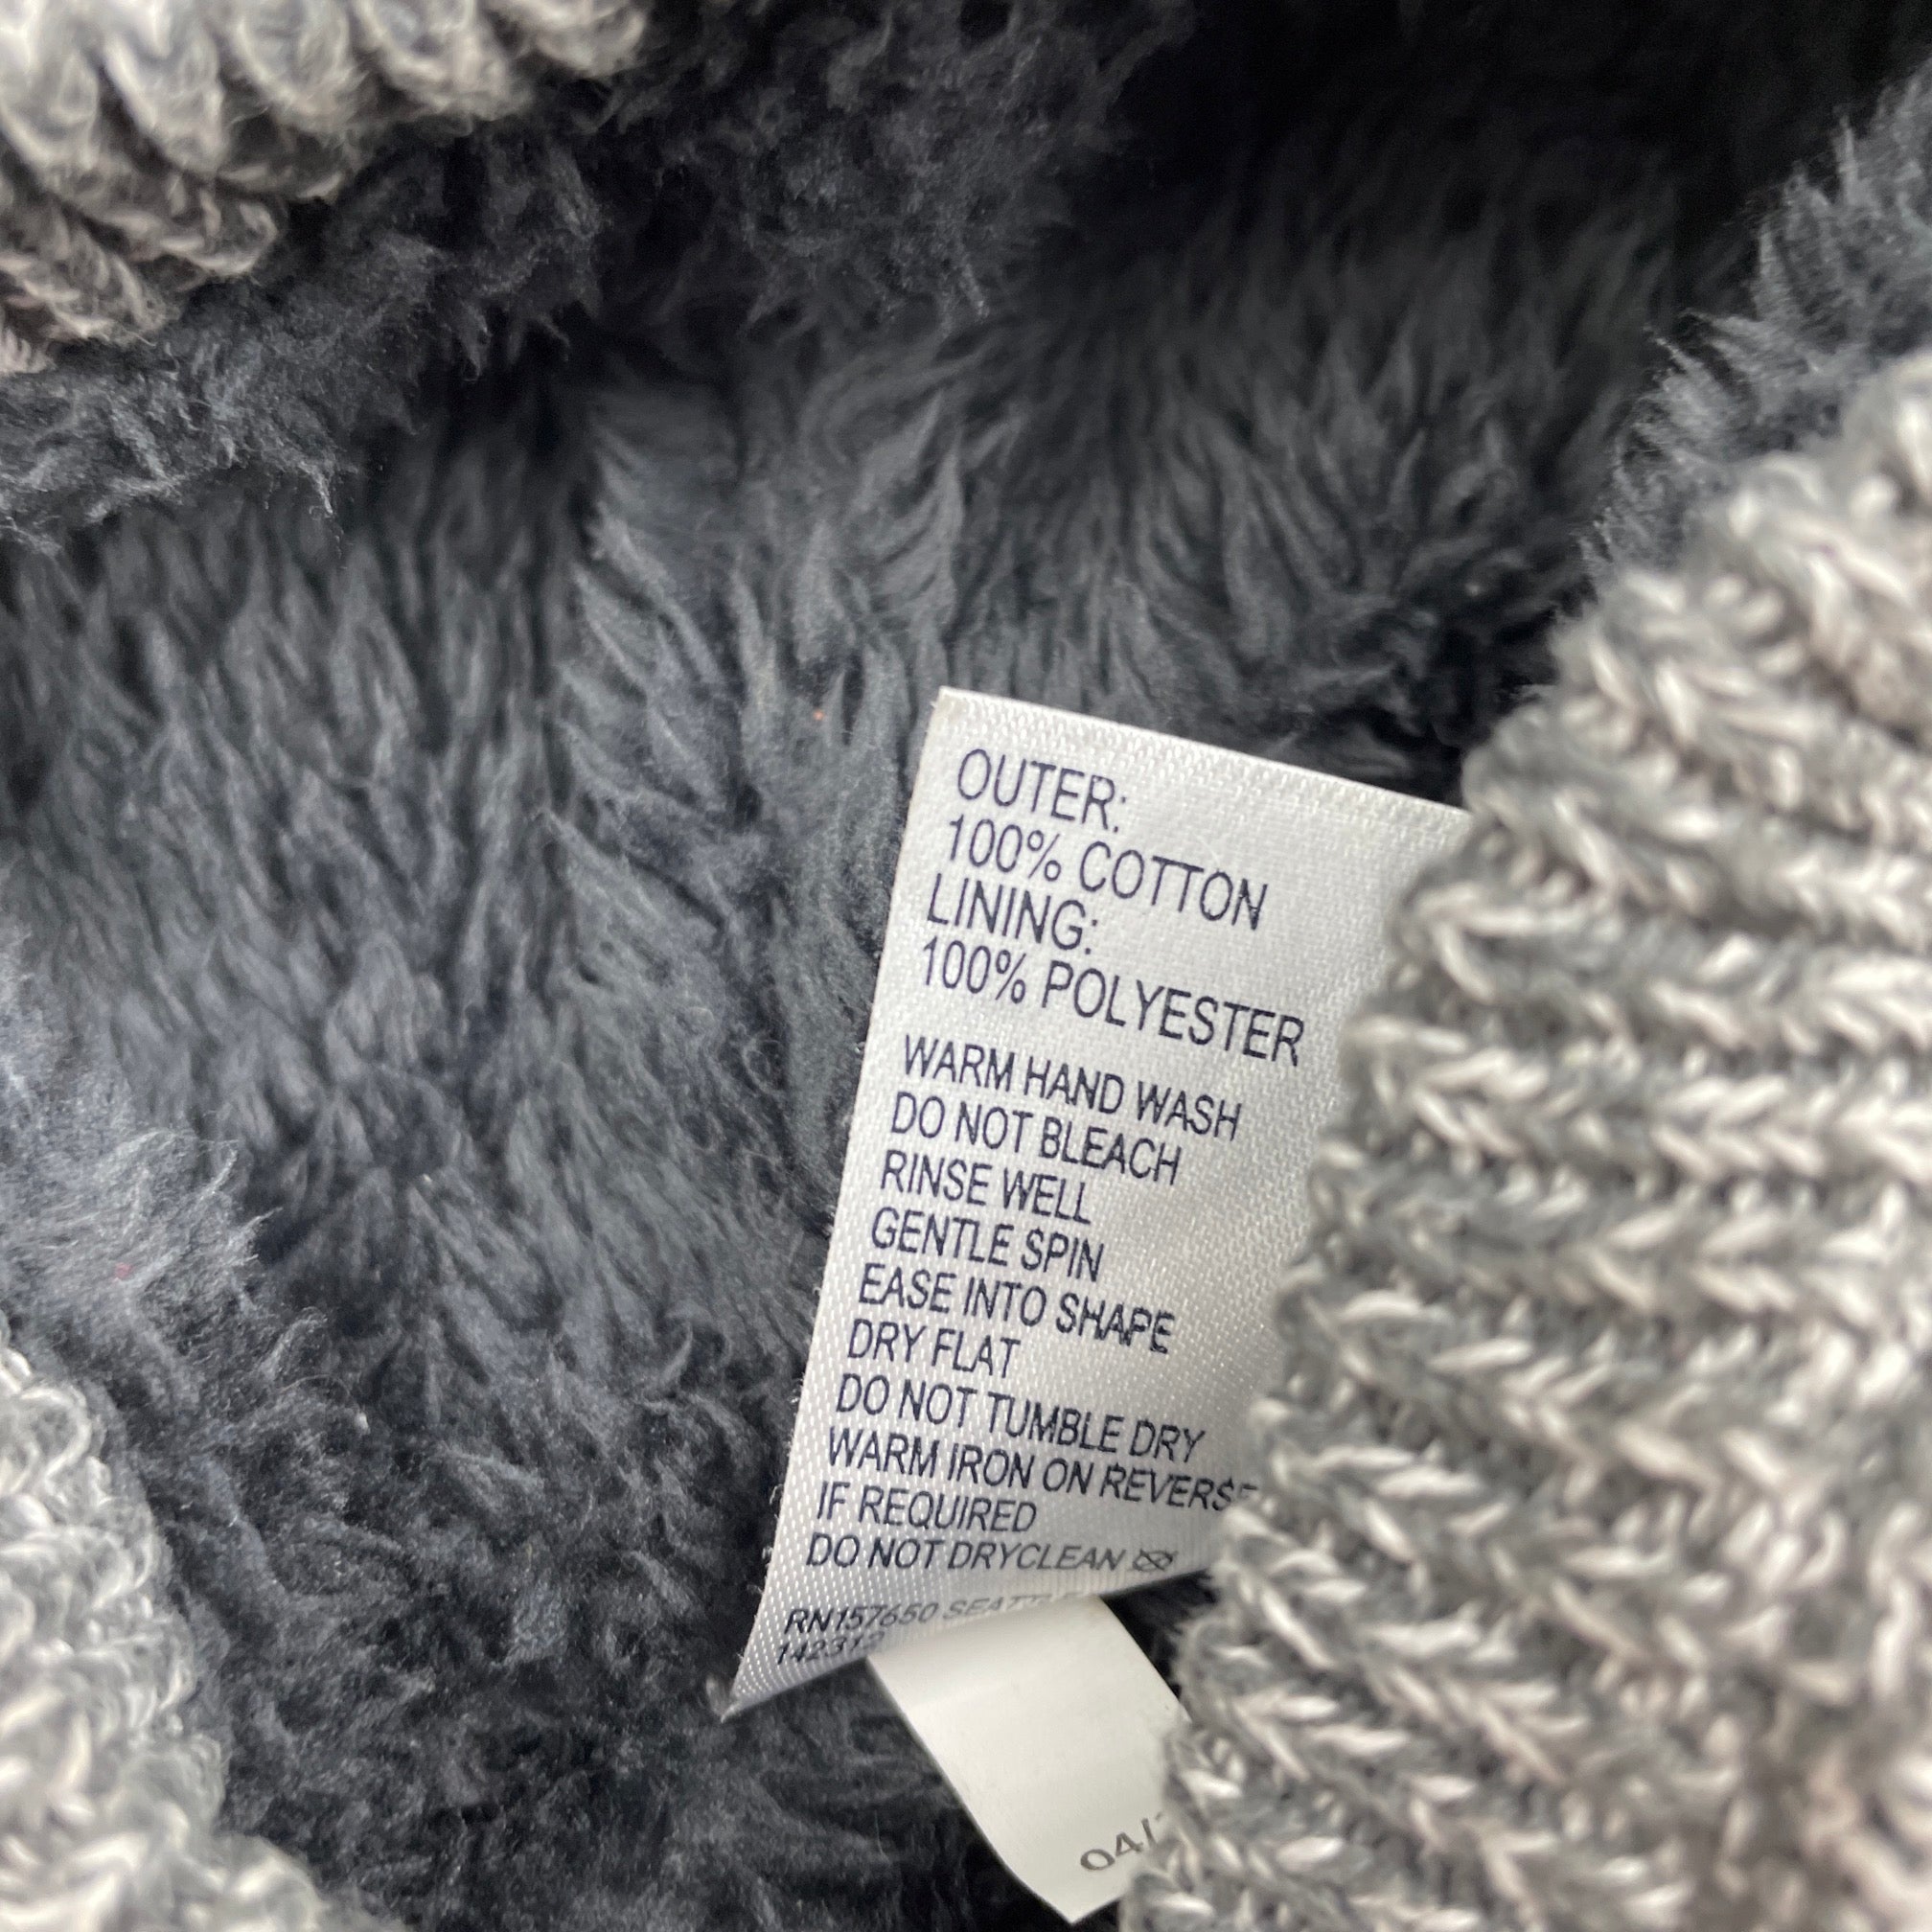 OUTER:
100% COTTON
LINING:
100% POLYESTER
WARM HAND WASH
DO NOT BLEACH
RINSE WELL
GENTLE SPIN
EASE INTO SHAPE
DRY FLAT
DO NOT TUMBLE DRY
WARM IRON ON REVERSE
IF REQUIRED
DO NOT DRYCLEAN
RN157650